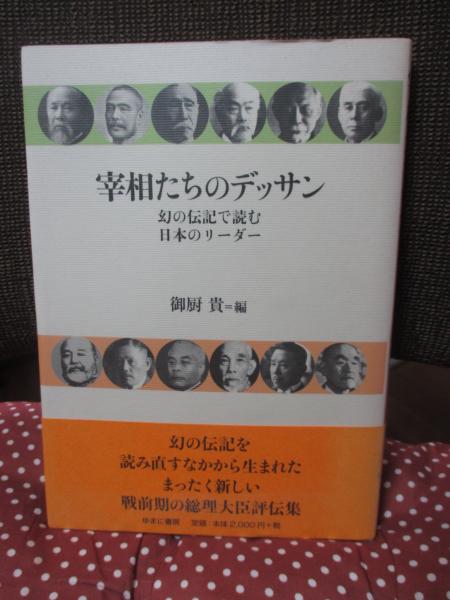 宰相たちのデッサン
幻の伝記で読む
日本のリーダー
御厨 貴=編
幻の伝記を
読み直すなかから生まれた
まったく新しい
戦前期の総理大臣評伝集
ゆまに書房 定価:本体2,000円+税